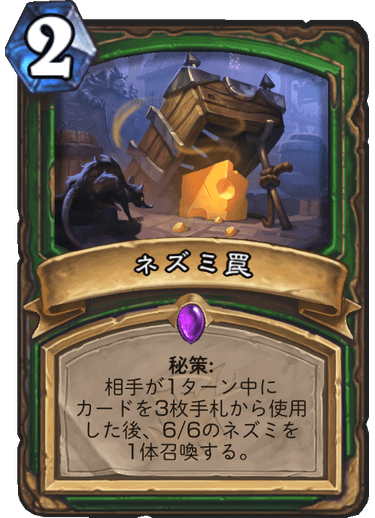 2
ネズミ罠
秘策:
相手が1ターン中に
カードを3枚手札から使用
した後、6/6のネズミを
1体召喚する。